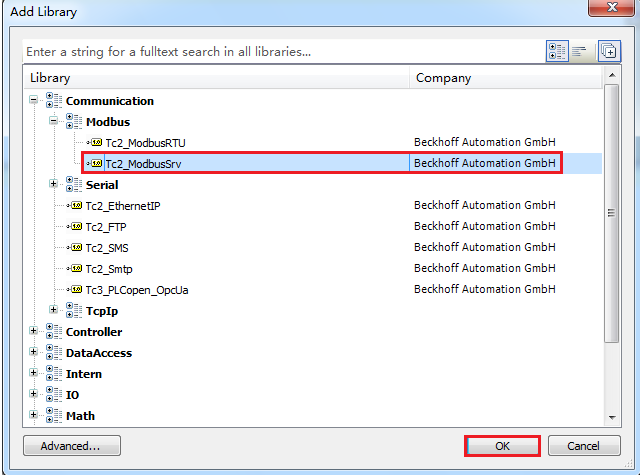 Add Library
Enter a string for a fulltext search in all libraries...
Library Company
Communication
Modbus
Tc2_ModbusRTU Beckhoff Automation GmbH
Tc2_ModbusSrv Beckhoff Automation GmbH
Serial
Tc2_EthernetIP Beckhoff Automation GmbH
Tc2_FTP Beckhoff Automation GmbH
Tc2_SMS Beckhoff Automation GmbH
Tc2_Smtp Beckhoff Automation GmbH
Tc3_PLCopen_OpcUa Beckhoff Automation GmbH
TcpIp
Controller
DataAccess
Intern
IO
Math
Advanced... OK Cancel